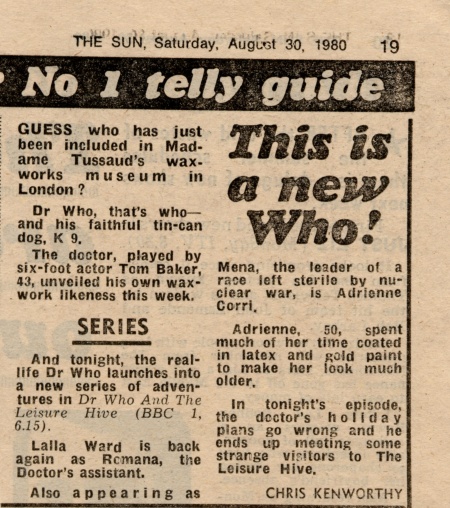 THE SUN, Saturday, August 30, 1980 19
No 1 telly guide
GUESS who has just
been included in Mad-
ame Tussaud's wax-
works museum in
London?
Dr Who, that's who—
and his faithful tin-can
dog, K 9.
The doctor, played by
six-foot actor Tom Baker,
43, unveiled his own wax-
work likeness this week.
SERIES
And tonight, the real-
life Dr Who launches into
a new series of adven-
tures in Dr Who And The
Leisure Hive (BBC 1,
6.15).
Lalla Ward is back
again as Romana, the
Doctor's assistant.
Also appearing as
This is
a new
Who!
Mena, the leader of a
race left sterile by nu-
clear war, is Adrienne
Corri.
Adrienne, 50, spent
much of her time coated
in latex and gold paint
to make her look much
older.
In tonight's episode,
the doctor's holiday
plans go wrong and he
ends up meeting some
strange visitors to The
Leisure Hive.
CHRIS KENWORTHY